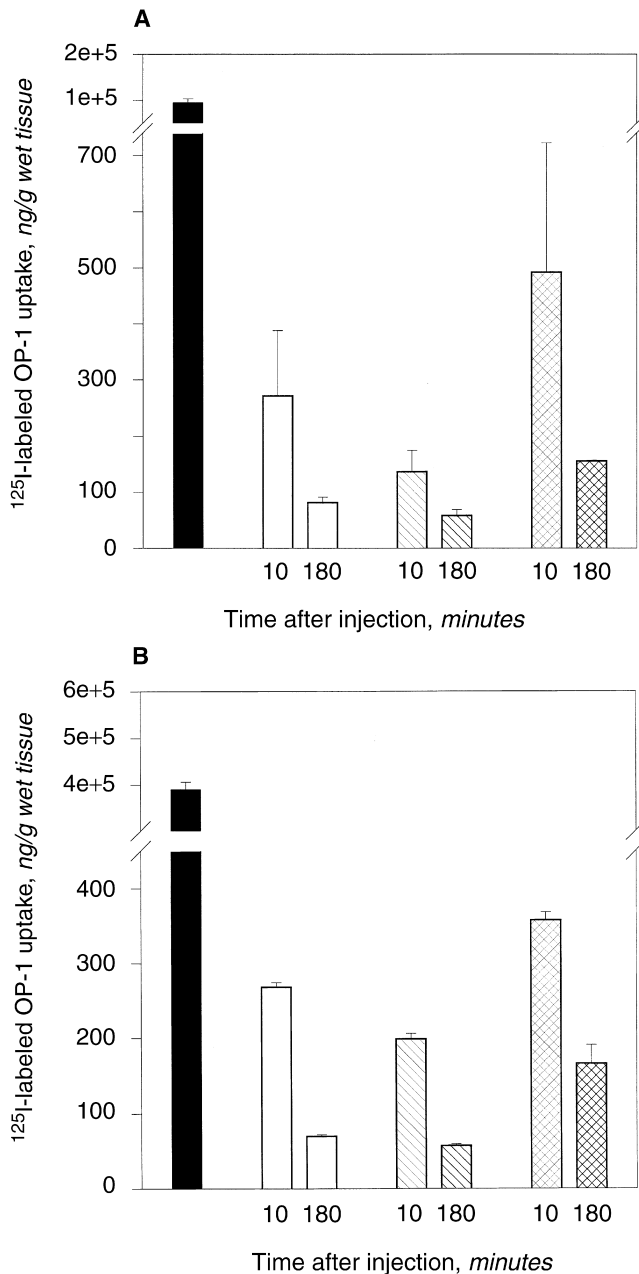 A
2e+5
1e+5
700
500
300
100
0
125I-labeled OP-1 uptake, ng/g wet tissue
10 180 10 180 10 180
Time after injection, minutes
B
6e+5
5e+5
4e+5
400
300
200
100
0
125I-labeled OP-1 uptake, ng/g wet tissue
10 180 10 180 10 180
Time after injection, minutes